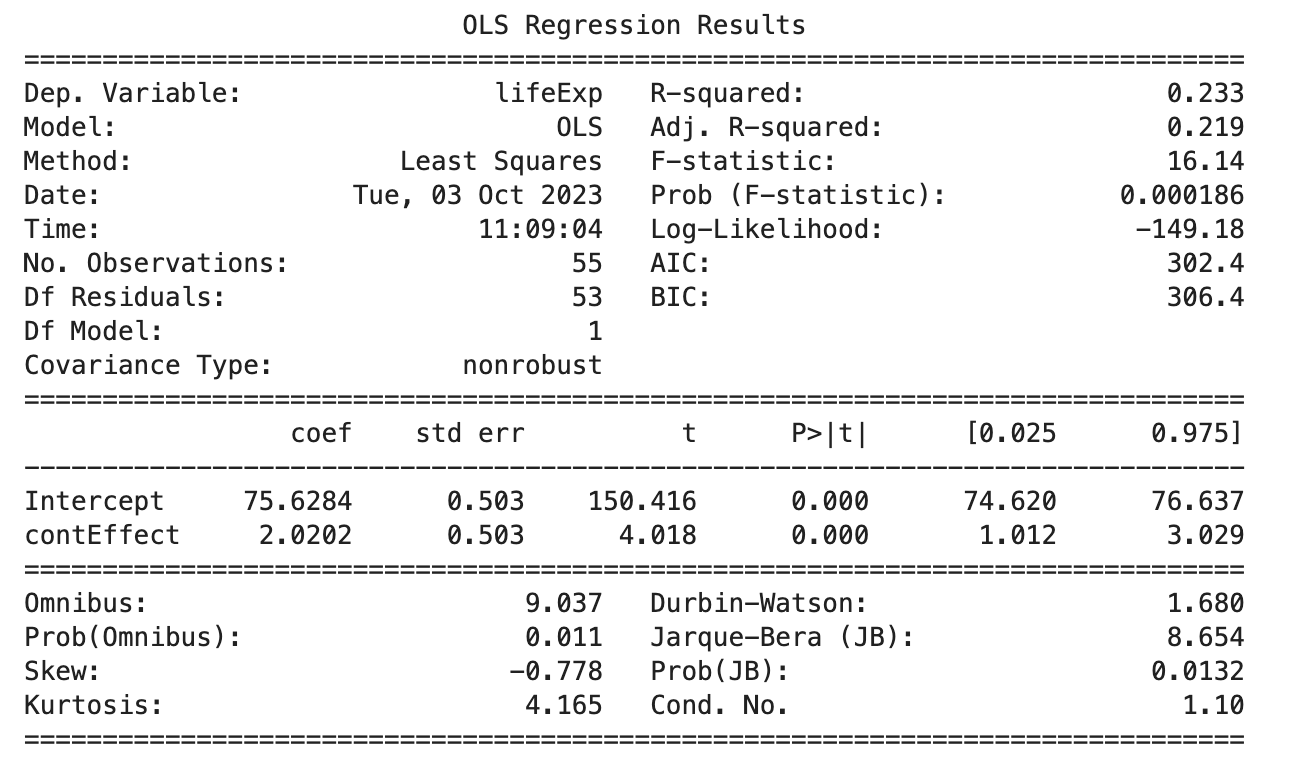 OLS Regression Results
==============================================================================
Dep. Variable:                lifeExp   R-squared:                       0.233
Model:                            OLS   Adj. R-squared:                  0.219
Method:                 Least Squares   F-statistic:                     16.14
Date:                Tue, 03 Oct 2023   Prob (F-statistic):           0.000186
Time:                        11:09:04   Log-Likelihood:                -149.18
No. Observations:                  55   AIC:                             302.4
Df Residuals:                      53   BIC:                             306.4
Df Model:                           1
Covariance Type:            nonrobust
==============================================================================
                 coef    std err          t      P>|t|      [0.025      0.975]
------------------------------------------------------------------------------
Intercept     75.6284      0.503    150.416      0.000      74.620      76.637
contEffect     2.0202      0.503      4.018      0.000       1.012       3.029
==============================================================================
Omnibus:                        9.037   Durbin-Watson:                   1.680
Prob(Omnibus):                  0.011   Jarque-Bera (JB):                8.654
Skew:                          -0.778   Prob(JB):                       0.0132
Kurtosis:                       4.165   Cond. No.                         1.10
==============================================================================